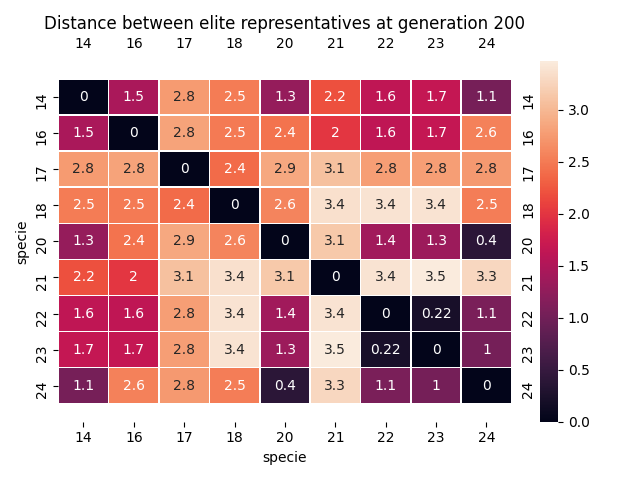 Distance between elite representatives at generation 200
14 16 17 18 20 21 22 23 24
14 0 1.5 2.8 2.5 1.3 2.2 1.6 1.7 1.1 14
16 1.5 0 2.8 2.5 2.4 2 1.6 1.7 2.6 16
17 2.8 2.8 0 2.4 2.9 3.1 2.8 2.8 2.8 17
18 2.5 2.5 2.4 0 2.6 3.4 3.4 3.4 2.5 18
20 1.3 2.4 2.9 2.6 0 3.1 1.4 1.3 0.4 20
21 2.2 2 3.1 3.4 3.1 0 3.4 3.5 3.3 21
22 1.6 1.6 2.8 3.4 1.4 3.4 0 0.22 1.1 22
23 1.7 1.7 2.8 3.4 1.3 3.5 0.22 0 1 23
24 1.1 2.6 2.8 2.5 0.4 3.3 1.1 1 0 24
14 16 17 18 20 21 22 23 24
specie
specie
3.0
2.5
2.0
1.5
1.0
0.5
0.0